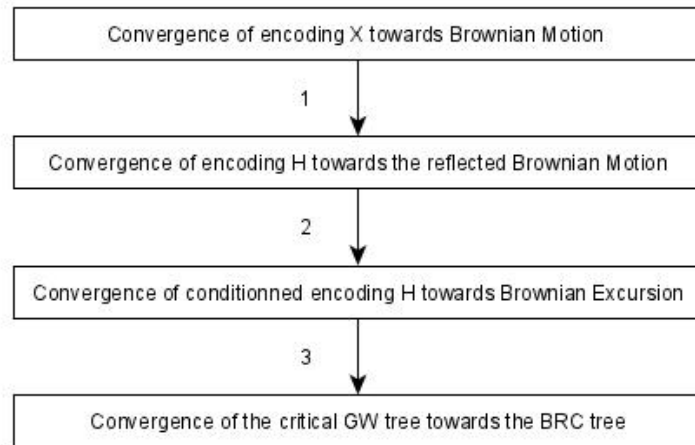 Convergence of encoding X towards Brownian Motion
1
Convergence of encoding H towards the reflected Brownian Motion
2
Convergence of conditionned encoding H towards Brownian Excursion
3
Convergence of the critical GW tree towards the BRC tree